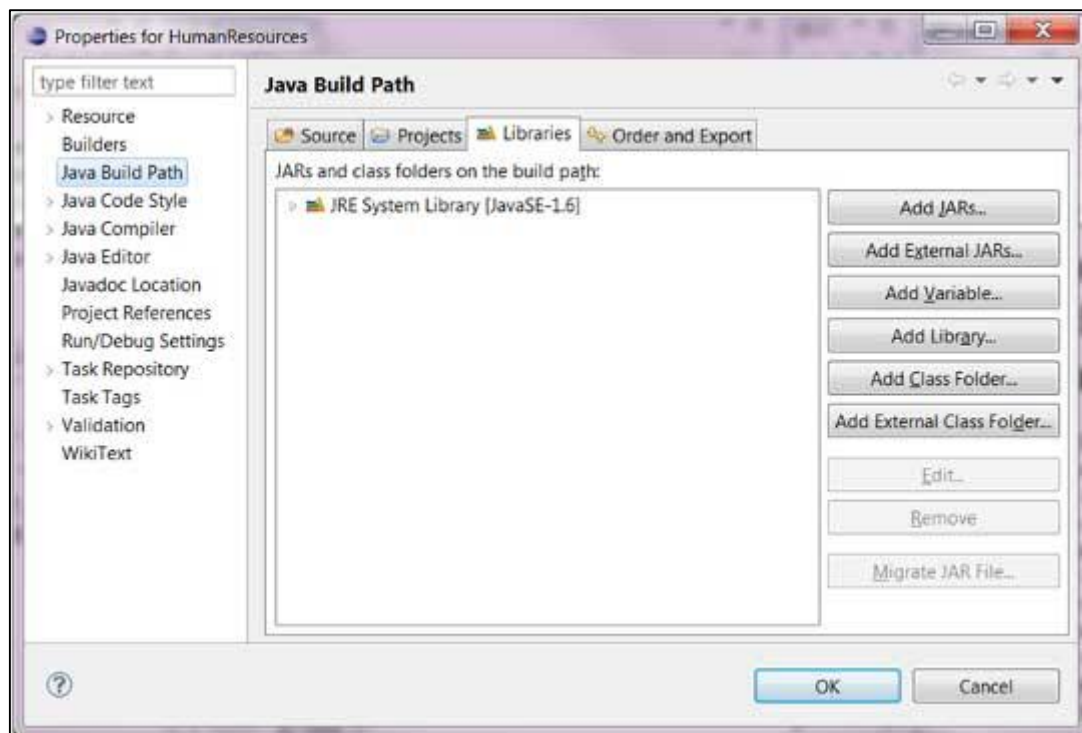 Properties for HumanResources
type filter text
Resource
Builders
Java Build Path
Java Code Style
Java Compiler
Java Editor
Javadoc Location
Project References
Run/Debug Settings
Task Repository
Task Tags
Validation
WikiText
Java Build Path
Source Projects Libraries Order and Export
JARs and class folders on the build path:
JRE System Library [JavaSE-1.6]
Add JARs...
Add External JARs...
Add Variable...
Add Library...
Add Class Folder...
Add External Class Folder...
Edit...
Remove
Migrate JAR File...
OK Cancel